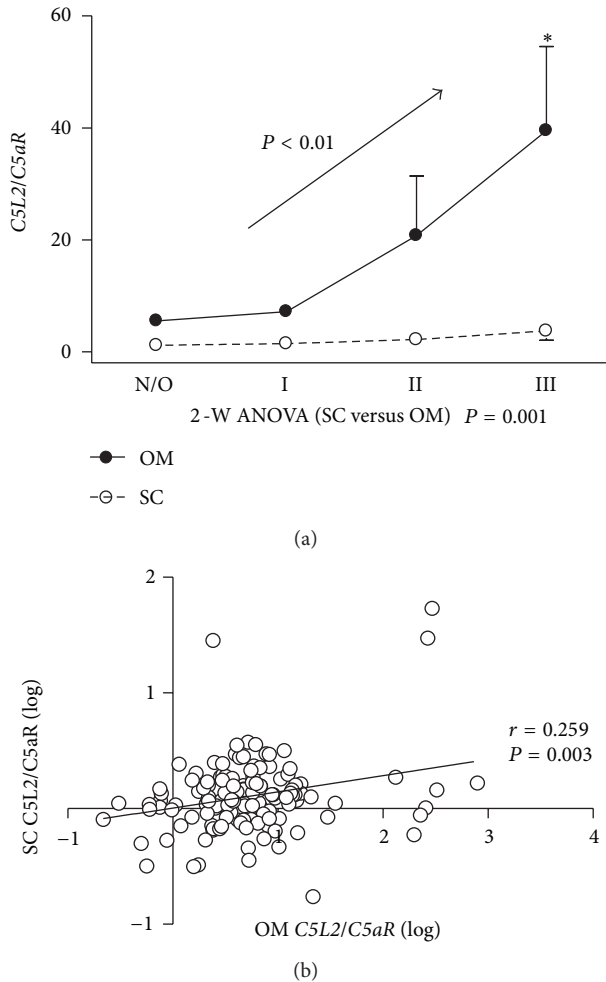 60
*
40
P < 0.01
C5L2/C5aR
20
0
N/O I II III
2-W ANOVA (SC versus OM) P = 0.001
OM
SC
(a)
2
SC C5L2/C5aR (log)
1
r = 0.259
P = 0.003
−1 1 2 3 4
−1
OM C5L2/C5aR (log)
(b)